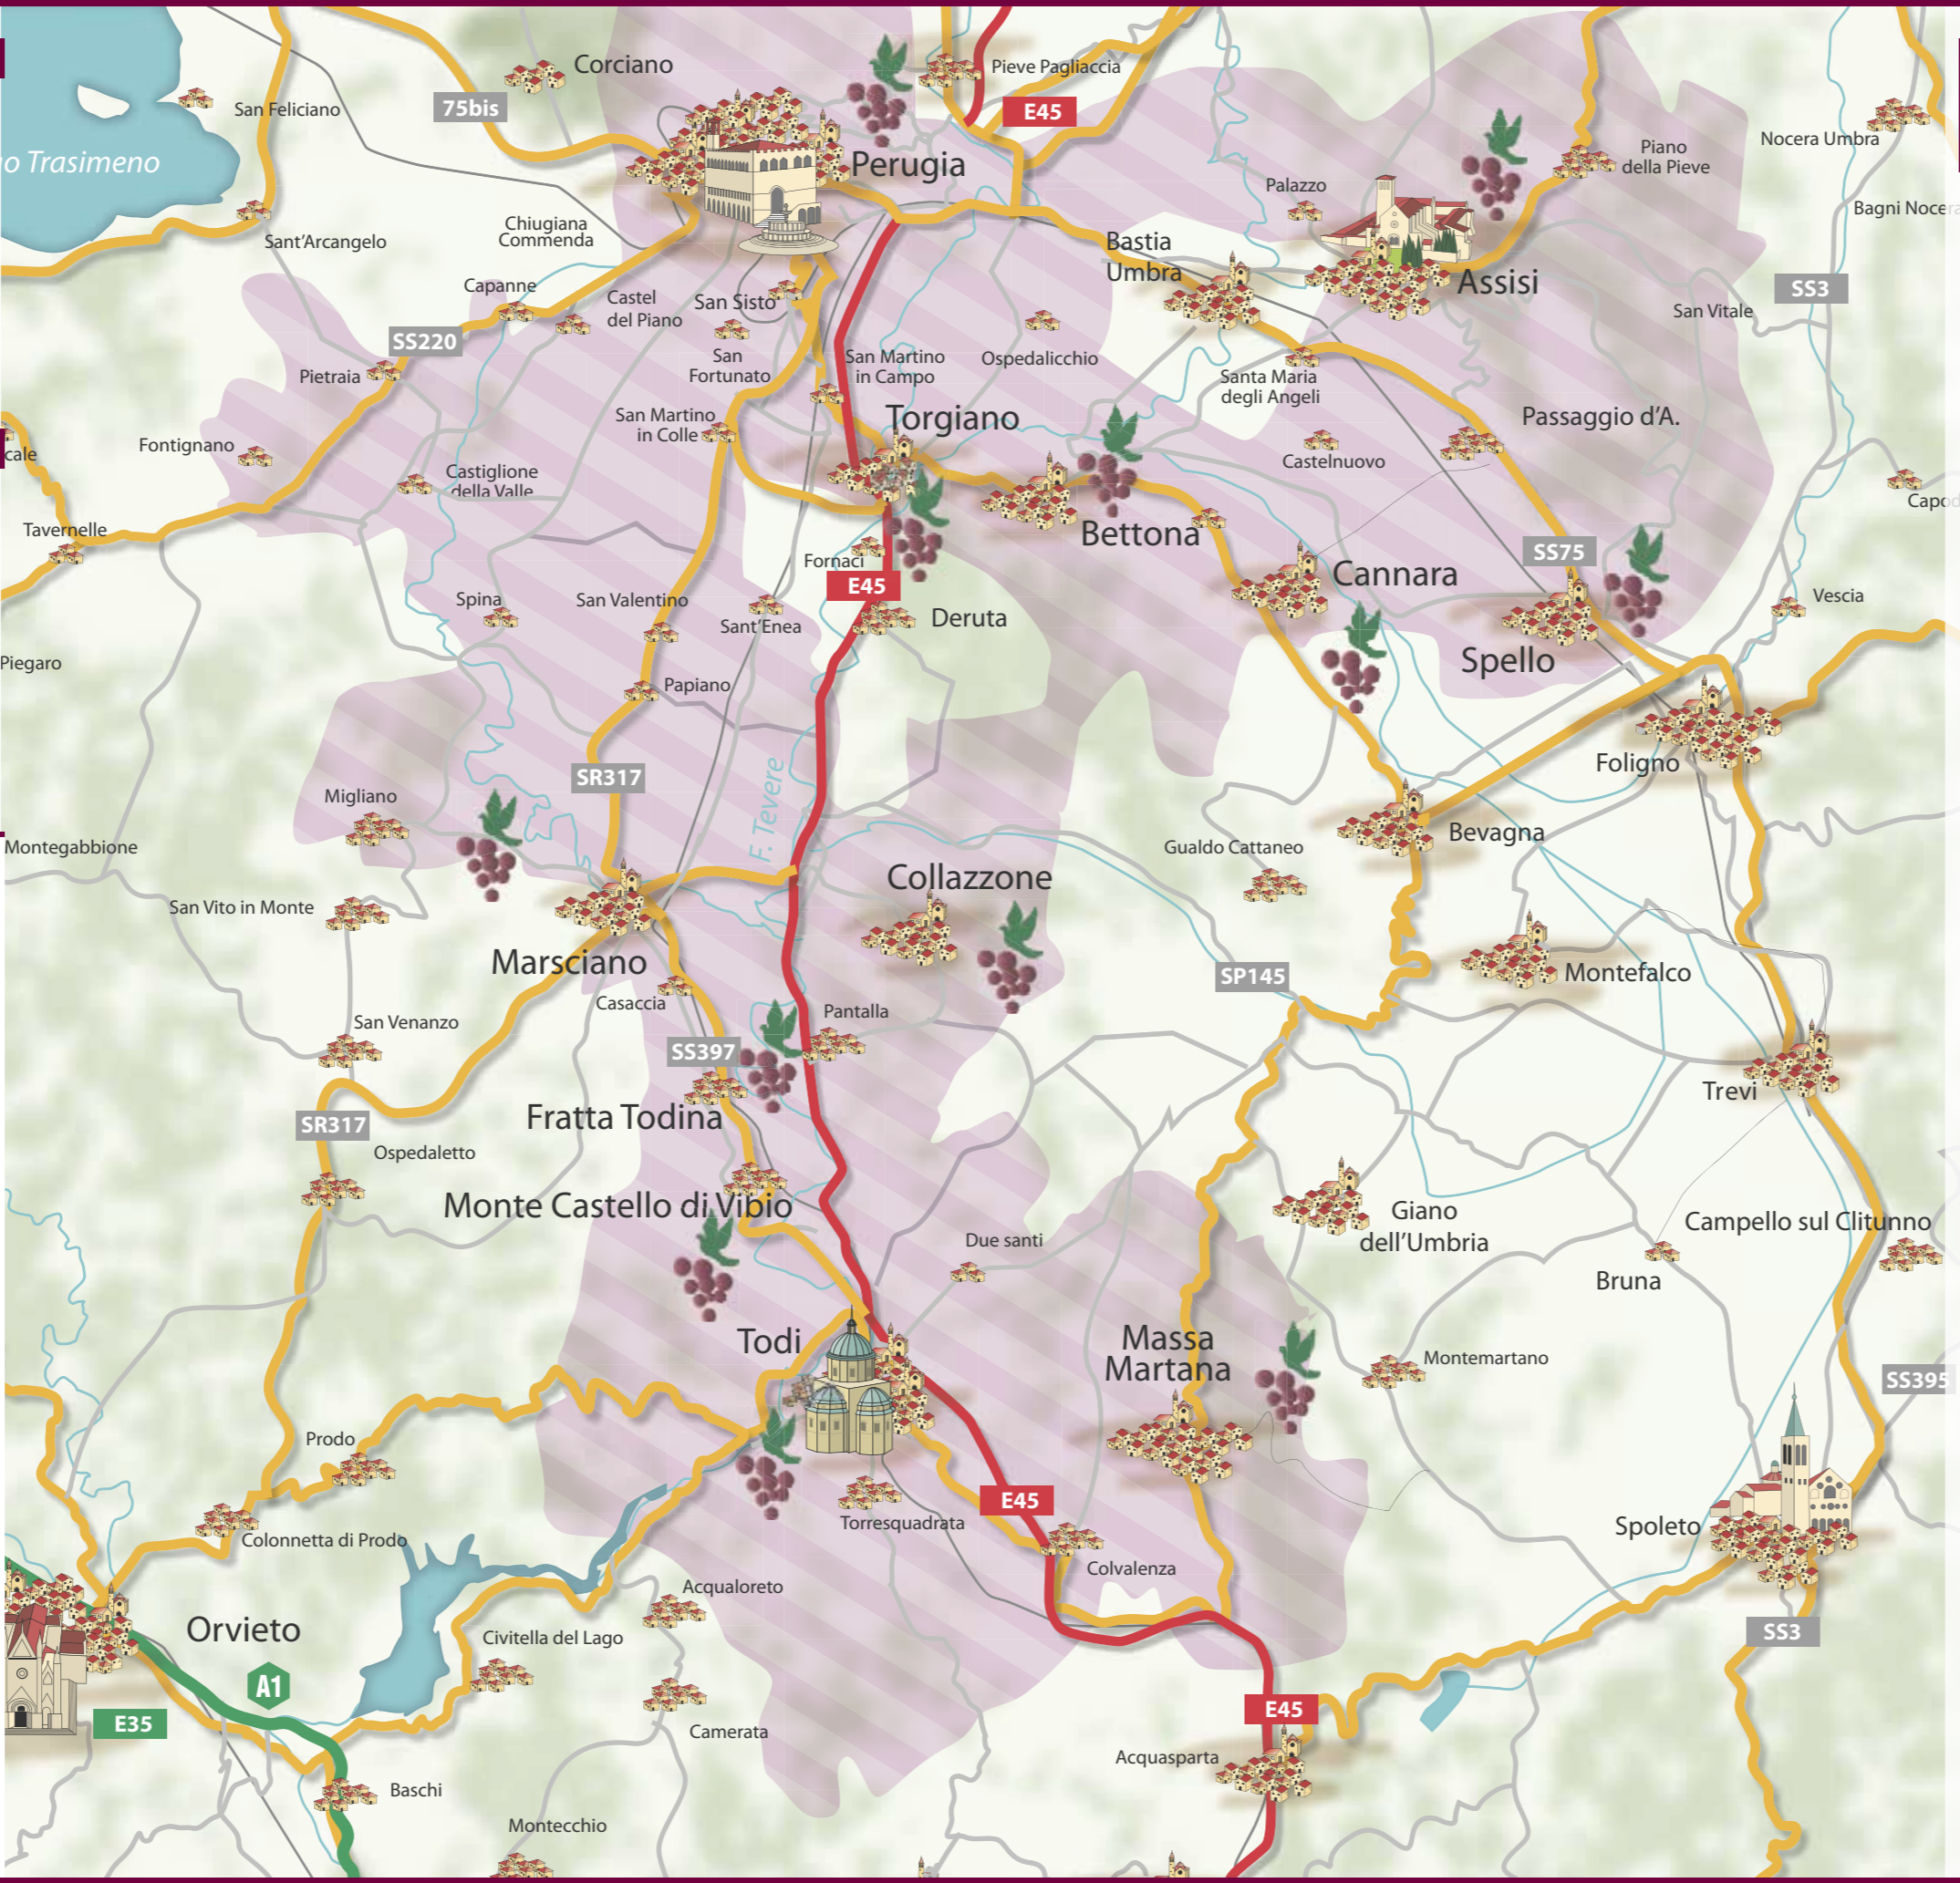 Corciano
Pieve Pagliaccia
San Feliciano
75bis
E45
Nocera Umbra
Piano
della Pieve
o Trasimeno
Perugia
Palazzo
Bagni Nocera
Chiugiana
Commenda
Sant'Arcangelo
Bastia
Umbra
Assisi
SS3
Capanne
Castel
del Piano
San Sisto
San Vitale
SS220
San
Fortunato
San Martino
in Campo
Ospedalicchio
Pietraia
Santa Maria
degli Angeli
San Martino
in Colle
Torgiano
Passaggio d'A.
Fontignano
cale
Castelnuovo
Castiglione
della Valle
Capod
Tavernelle
Bettona
SS75
Fornaci
E45
Cannara
Spina
San Valentino
Sant'Enea
Deruta
Vescia
Piegaro
Spello
Papiano
SR317
F. Tevere
Foligno
Migliano
Montegabbione
Gualdo Cattaneo
Bevagna
Collazzone
San Vito in Monte
Marsciano
SP145
Montefalco
Casaccia
Pantalla
San Venanzo
SS397
Trevi
Fratta Todina
SR317
Ospedaletto
Monte Castello di Vibio
Giano
dell'Umbria
Campello sul Clitunno
Due santi
Bruna
Todi
Massa
Martana
Montemartano
SS395
Prodo
E45
Torresquadrata
Spoleto
Colonnetta di Prodo
Colvalenza
Acqualoreto
Orvieto
Civitella del Lago
SS3
A1
E35
Camerata
E45
Acquasparta
Baschi
Montecchio